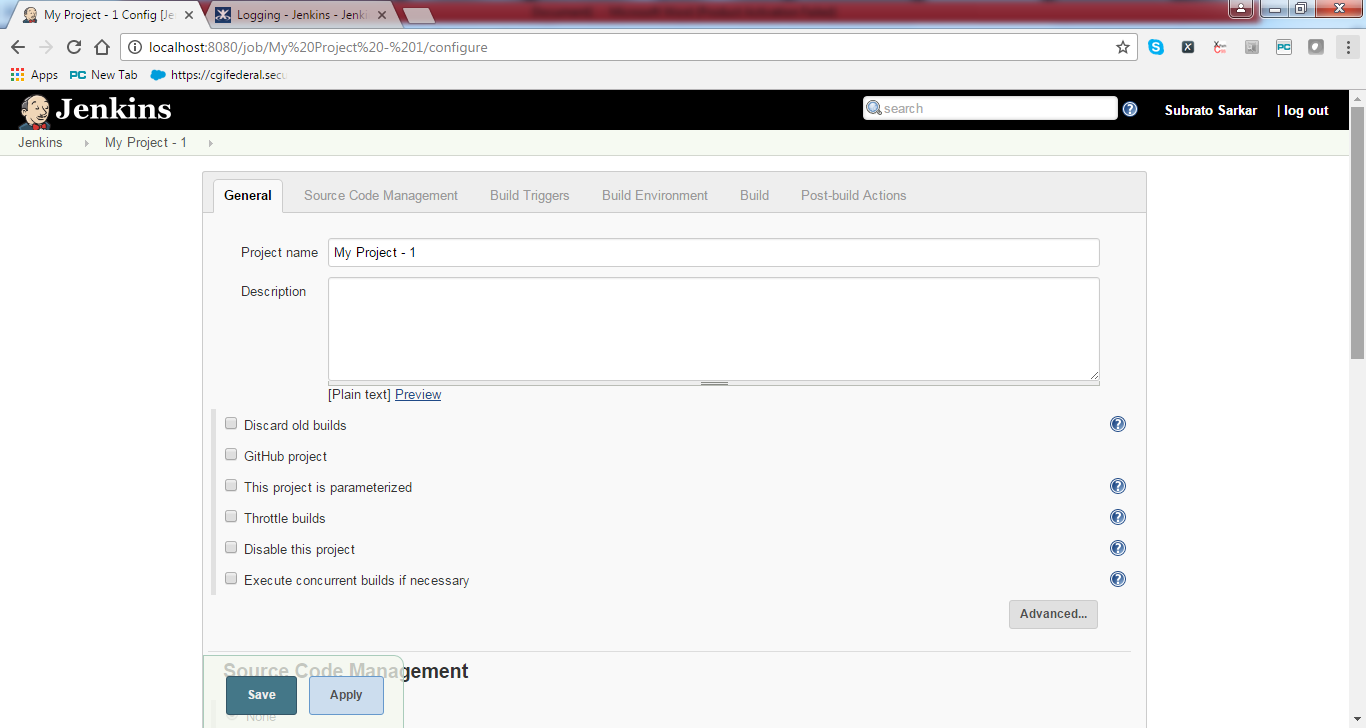 My Project - 1 Config [Je
Logging - Jenkins - Jenki
localhost:8080/job/My%20Project%20-%201/configure
Apps PC New Tab https://cgifederal.secu
Jenkins search Subrato Sarkar | log out
Jenkins My Project - 1
General Source Code Management Build Triggers Build Environment Build Post-build Actions
Project name My Project - 1
Description
[Plain text] Preview
Discard old builds
GitHub project
This project is parameterized
Throttle builds
Disable this project
Execute concurrent builds if necessary
Advanced...
Source Code Management
Save Apply
None